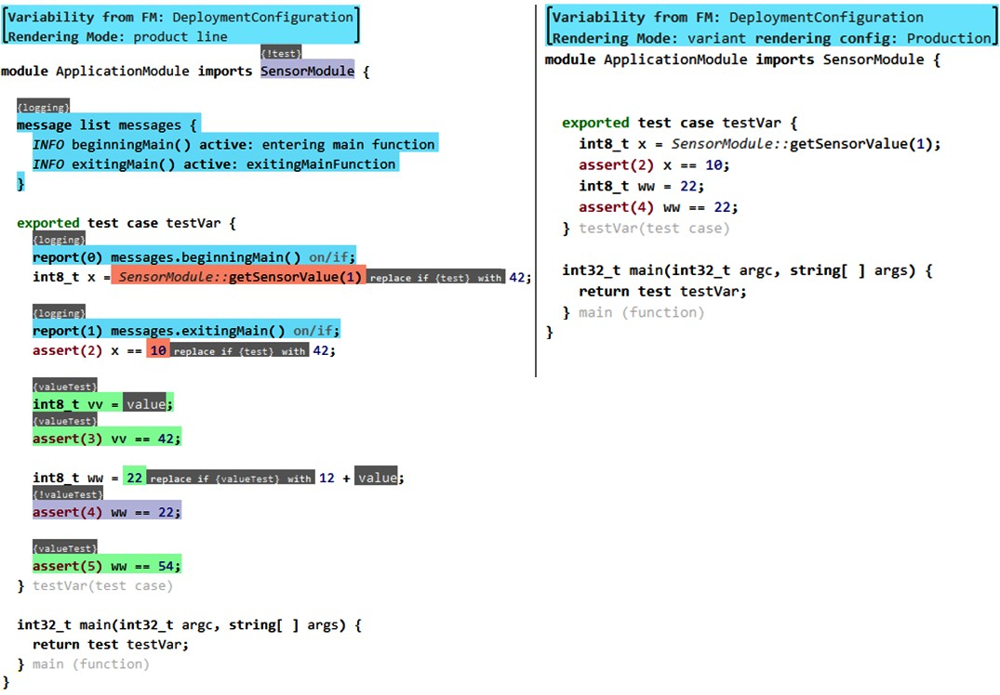 Variability from FM: DeploymentConfiguration
Rendering Mode: product line
{!test}
module ApplicationModule imports SensorModule {
{logging}
message list messages {
INFO beginningMain() active: entering main function
INFO exitingMain() active: exitingMainFunction
}
exported test case testVar {
{logging}
report(0) messages.beginningMain() on/if;
int8_t x = SensorModule::getSensorValue(1) replace if {test} with 42;
{logging}
report(1) messages.exitingMain() on/if;
assert(2) x == 10 replace if {test} with 42;
{valueTest}
int8_t vv = value;
{valueTest}
assert(3) vv == 42;
int8_t ww = 22 replace if {valueTest} with 12 + value;
{!valueTest}
assert(4) ww == 22;
{valueTest}
assert(5) ww == 54;
} testVar(test case)
int32_t main(int32_t argc, string[ ] args) {
return test testVar;
} main (function)
}
Variability from FM: DeploymentConfiguration
Rendering Mode: variant rendering config: Production
module ApplicationModule imports SensorModule {
exported test case testVar {
int8_t x = SensorModule::getSensorValue(1);
assert(2) x == 10;
int8_t ww = 22;
assert(4) ww == 22;
} testVar(test case)
int32_t main(int32_t argc, string[ ] args) {
return test testVar;
} main (function)
}